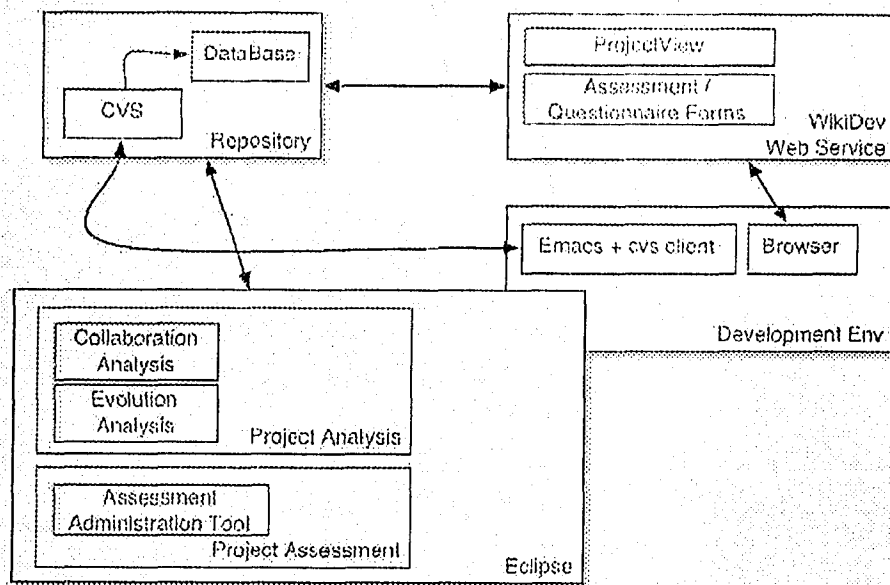 DataBase
CVS
Repository
ProjectView
Assessment /
Questionnaire Forms
WikiDev
Web Service
Emacs + cvs client
Browser
Development Env
Collaboration
Analysis
Evolution
Analysis
Project Analysis
Assessment
Administration Tool
Project Assessment
Eclipse